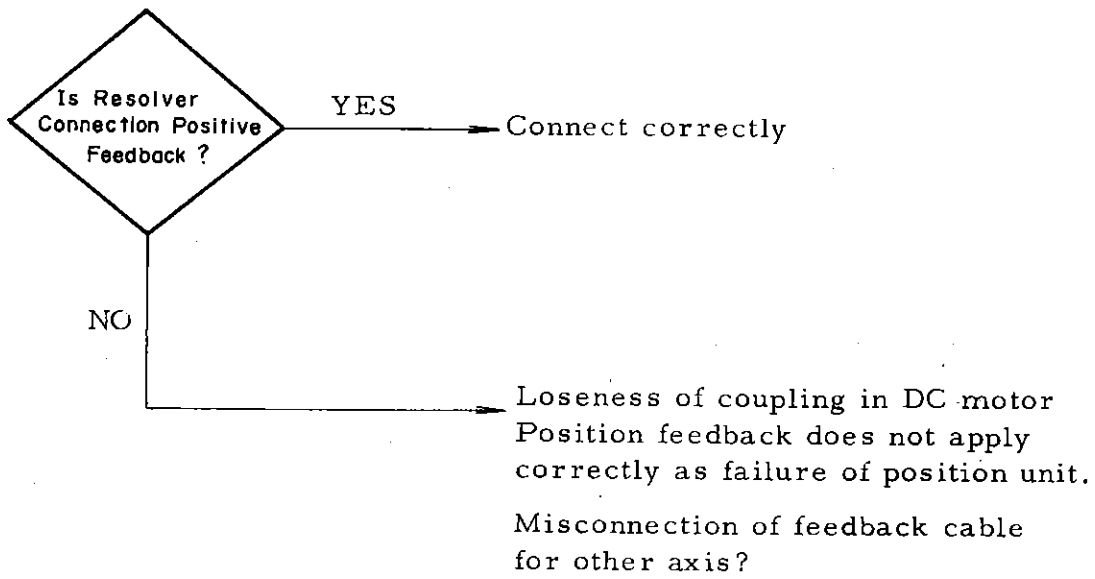 Is Resolver
Connection Positive
Feedback ?
YES
Connect correctly
NO
Loseness of coupling in DC motor
Position feedback does not apply
correctly as failure of position unit.
Misconnection of feedback cable
for other axis?